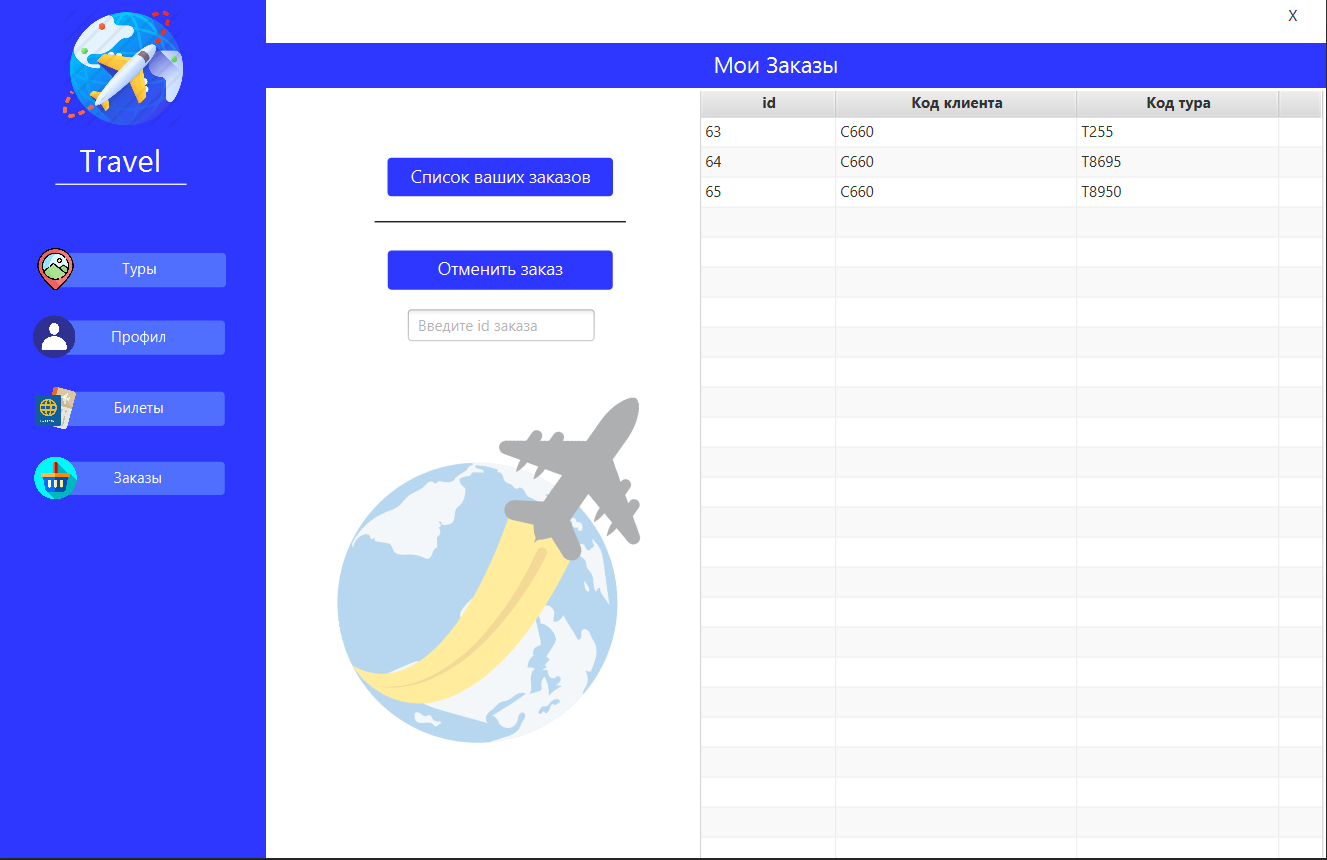 X
Travel
Туры
Профил
Билеты
Заказы
Мои Заказы
Список ваших заказов
Отменить заказ
Введите id заказа
id Код клиента Код тура
63 C660 T255
64 C660 T8695
65 C660 T8950